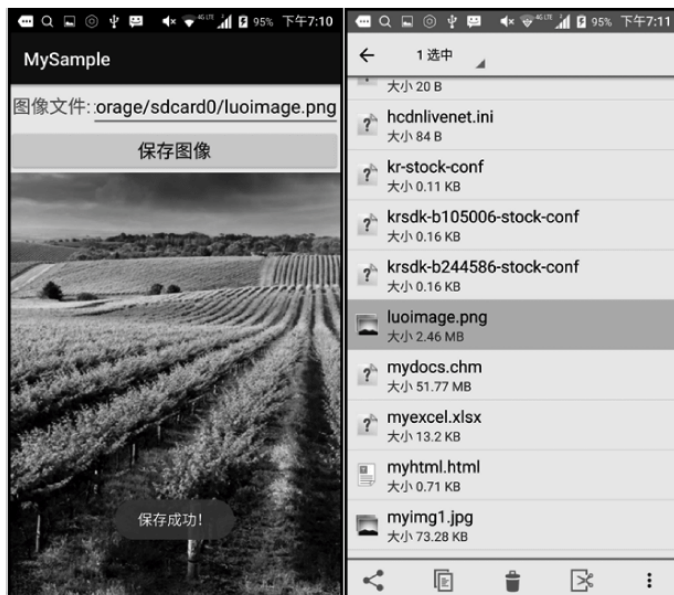 4G LTE 95% 下午7:10
MySample
图像文件: :orage/sdcard0/luoimage.png
保存图像
保存成功!
4G LTE 95% 下午7:11
1 选中
大小 20 B
hcdnlivenet.ini
大小 84 B
kr-stock-conf
大小 0.11 KB
krsdk-b105006-stock-conf
大小 0.16 KB
krsdk-b244586-stock-conf
大小 0.16 KB
luoimage.png
大小 2.46 MB
mydocs.chm
大小 51.77 MB
myexcel.xlsx
大小 13.2 KB
myhtml.html
大小 0.71 KB
myimg1.jpg
大小 73.28 KB